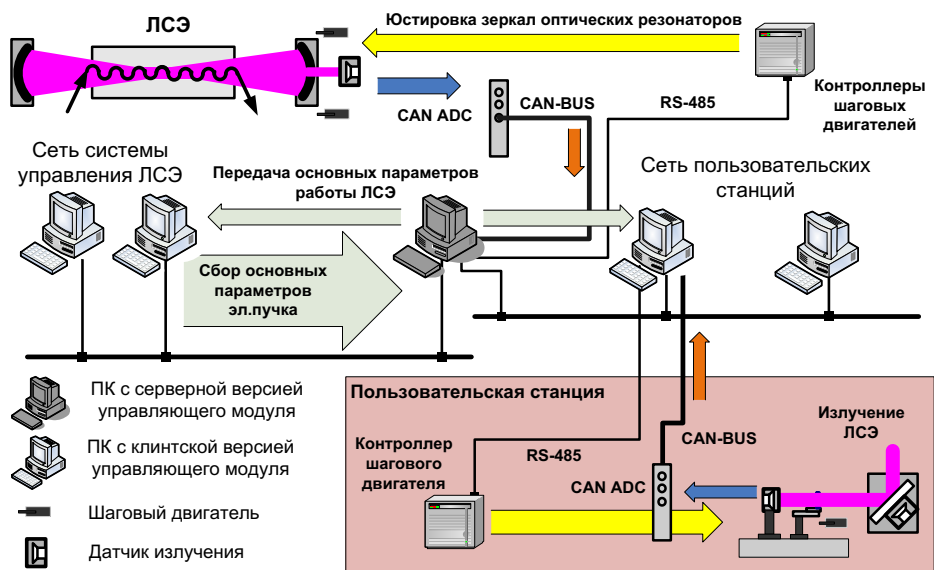 ЛСЭ
Юстировка зеркал оптических резонаторов
CAN ADC
CAN-BUS
RS-485
Контроллеры
шаговых
двигателей
Сеть системы
управления ЛСЭ
Передача основных параметров
работы ЛСЭ
Сеть пользовательских
станций
Сбор основных
параметров
эл.пучка
ПК с серверной версией
управляющего модуля
ПК с клинтской версией
управляющего модуля
Шаговый двигатель
Датчик излучения
Пользовательская станция
Контроллер
шагового
двигателя
RS-485
CAN ADC
CAN-BUS
Излучение
ЛСЭ